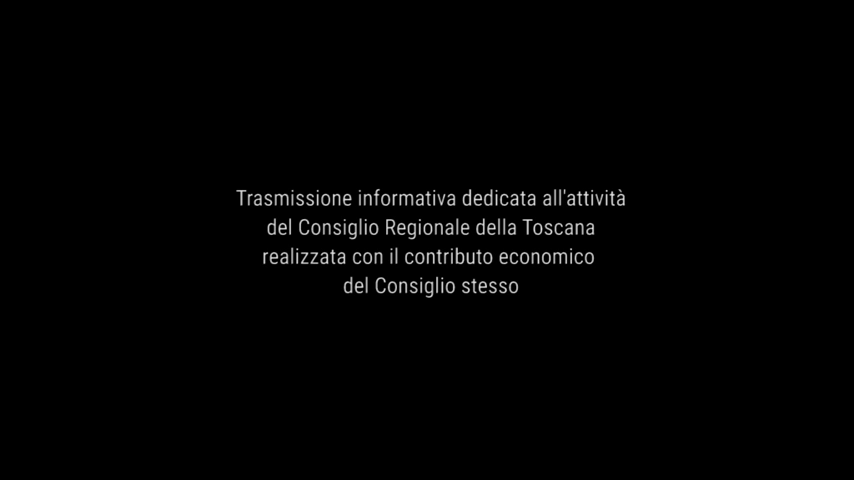 Trasmissione informativa dedicata all'attività
del Consiglio Regionale della Toscana
realizzata con il contributo economico
del Consiglio stesso